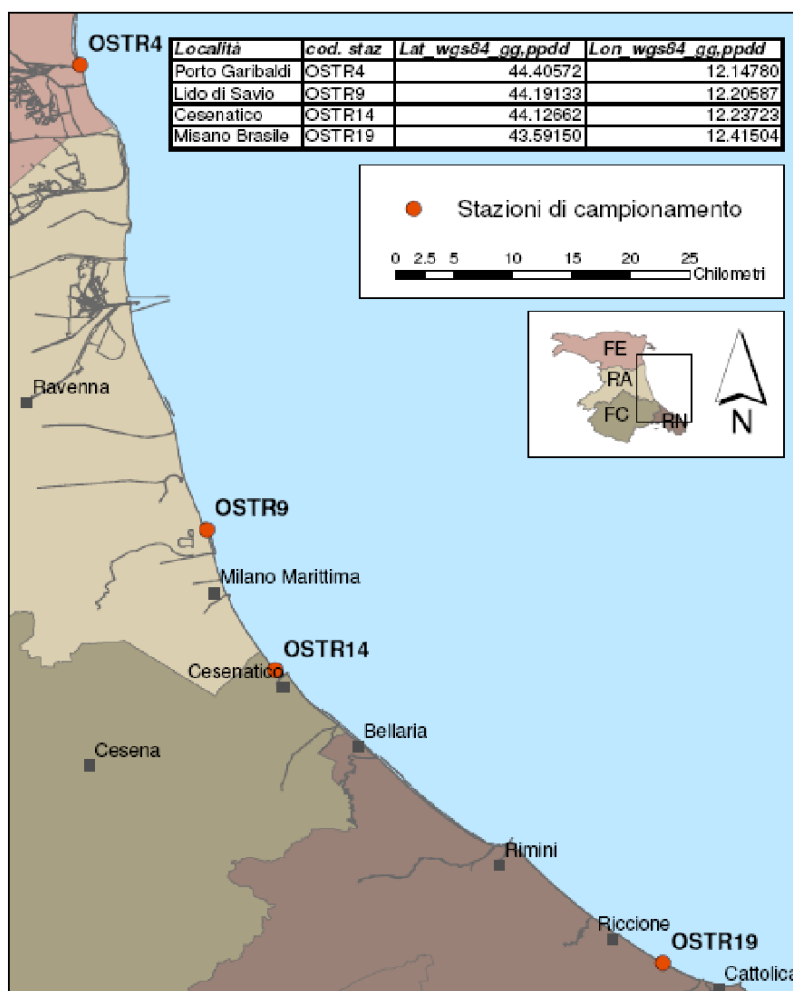 OSTR4
Località cod. staz Lat_wgs84_gg,ppdd Lon_wgs84_gg,ppdd
Porto Garibaldi OSTR4 44.40572 12.14780
Lido di Savio OSTR9 44.19133 12.20587
Cesenatico OSTR14 44.12662 12.23723
Misano Brasile OSTR19 43.59150 12.41504
Stazioni di campionamento
0 2.5 5 10 15 20 25
Chilometri
FE
RA
FC
RN
N
Ravenna
OSTR9
Milano Marittima
OSTR14
Cesenatico
Bellaria
Cesena
Rimini
Riccione
OSTR19
Cattolica